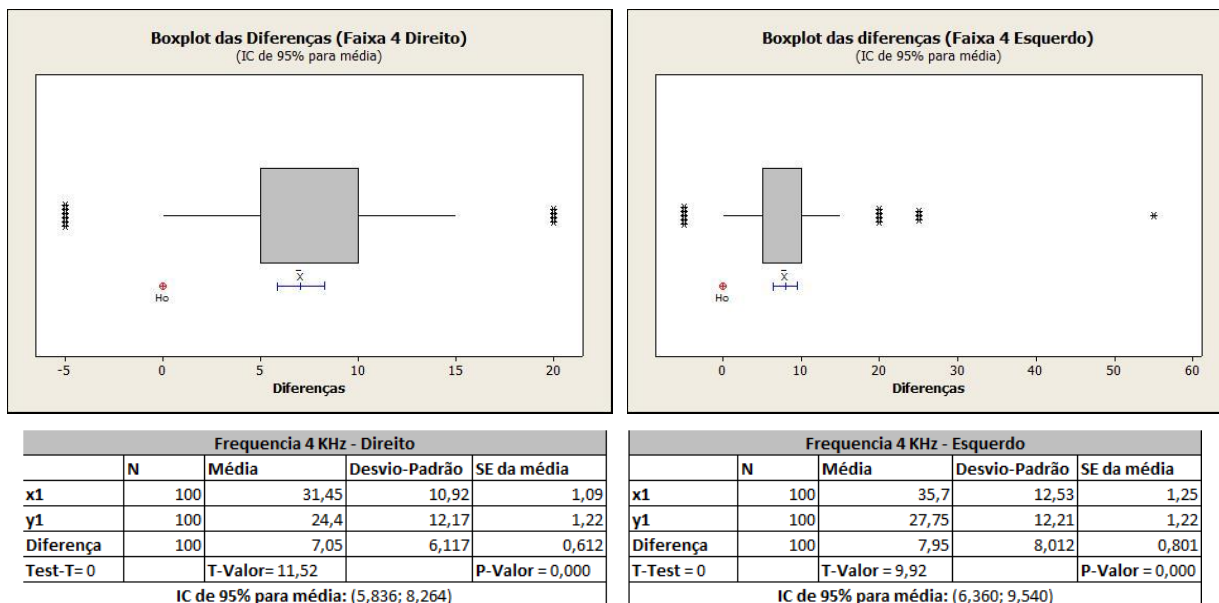 Boxplot das Diferenças (Faixa 4 Direito)
(IC de 95% para média)
X
Ho
-5 0 5 10 15 20
Diferenças
Boxplot das diferenças (Faixa 4 Esquerdo)
(IC de 95% para média)
X
Ho
0 10 20 30 40 50 60
Diferenças
Frequencia 4 KHz - Direito
N Média Desvio-Padrão SE da média
x1 100 31,45 10,92 1,09
y1 100 24,4 12,17 1,22
Diferença 100 7,05 6,117 0,612
Test-T= 0 T-Valor= 11,52 P-Valor = 0,000
IC de 95% para média: (5,836; 8,264)
Frequencia 4 KHz - Esquerdo
N Média Desvio-Padrão SE da média
x1 100 35,7 12,53 1,25
y1 100 27,75 12,21 1,22
Diferença 100 7,95 8,012 0,801
T-Test = 0 T-Valor = 9,92 P-Valor = 0,000
IC de 95% para média: (6,360; 9,540)